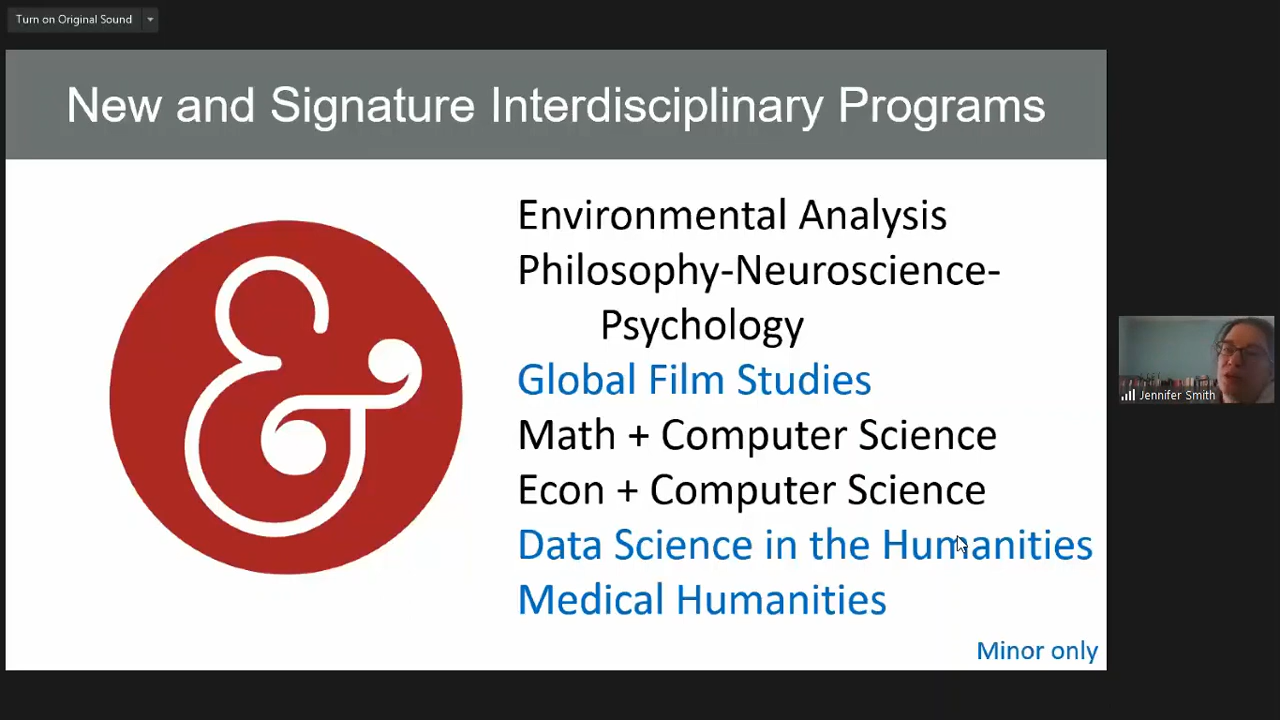 Turn on Original Sound
New and Signature Interdisciplinary Programs
&
Environmental Analysis
Philosophy-Neuroscience-
Psychology
Global Film Studies
Math + Computer Science
Econ + Computer Science
Data Science in the Humanities
Medical Humanities
Minor only
Jennifer Smith